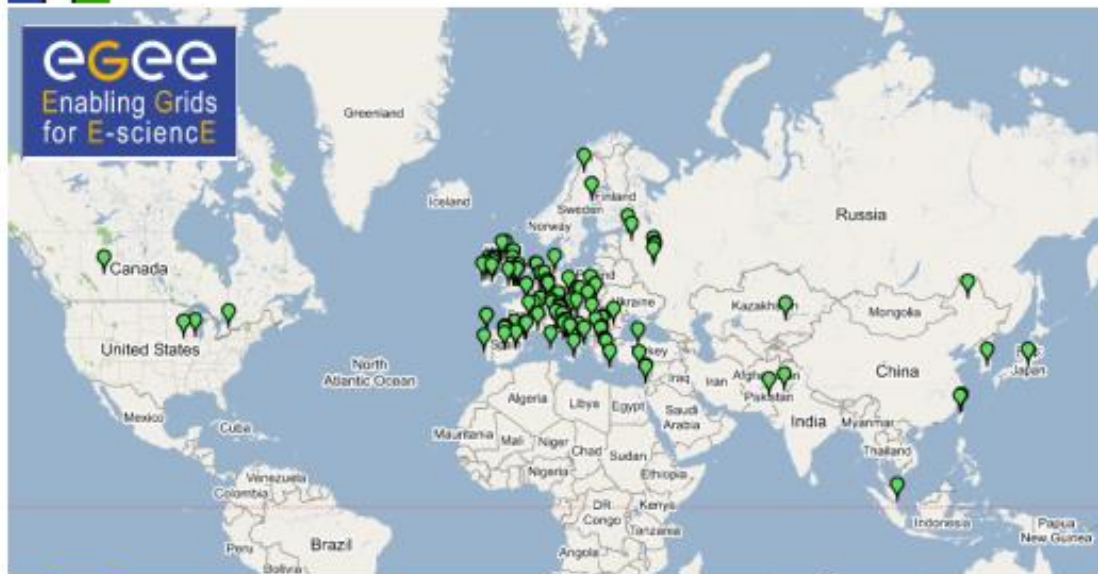 eGee
Enabling Grids
for E-sciencE
Greenland
Iceland
Finland
Sweden
Norway
Russia
Canada
Ukraine
Kazakhstan
Mongolia
United States
North
Atlantic Ocean
China
Japan
Iraq
Iran
Pakistan
Algeria
Libya
Egypt
Saudi
Arabia
India
Myanmar
Mexico
Cuba
Mauritania
Mali
Niger
Chad
Sudan
Thailand
Nigeria
Ethiopia
Venezuela
Colombia
DR
Congo
Kenya
Tanzania
Indonesia
Papua
New Guinea
Peru
Brazil
Angola
Bolivia